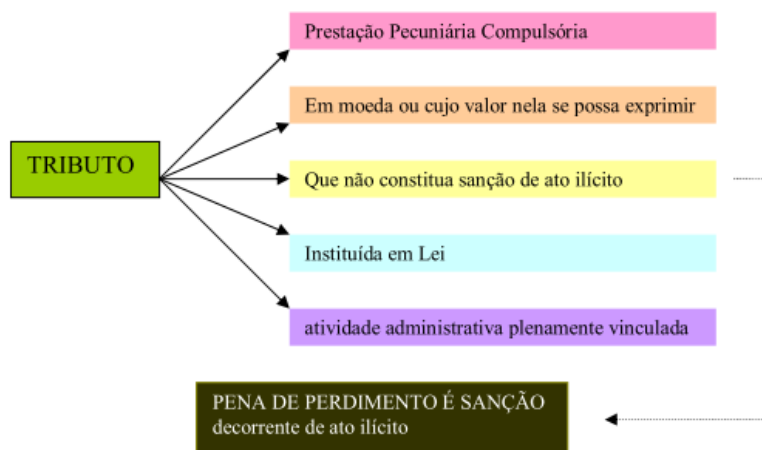 Prestação Pecuniária Compulsória
Em moeda ou cujo valor nela se possa exprimir
TRIBUTO
Que não constitua sanção de ato ilícito
Instituída em Lei
atividade administrativa plenamente vinculada
PENA DE PERDIMENTO É SANÇÃO
decorrente de ato ilícito